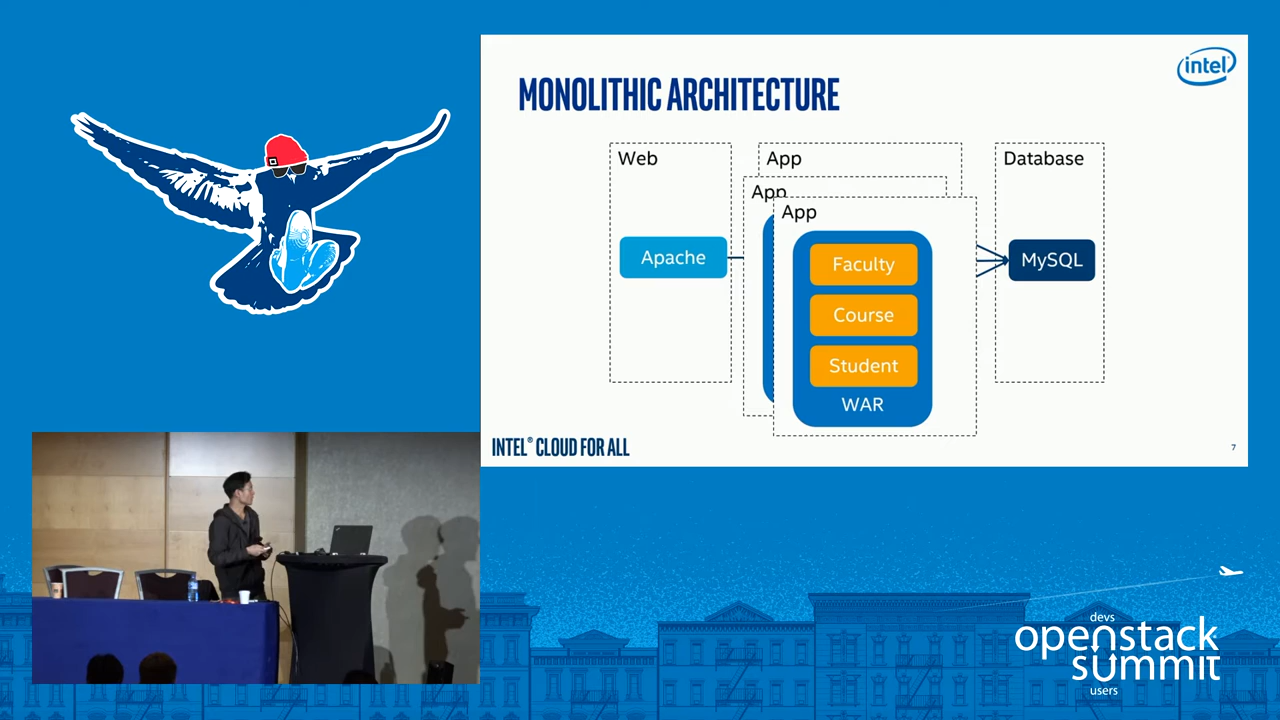 MONOLITHIC ARCHITECTURE
intel
Web
App
Database
App
App
Apache
Faculty
MySQL
Course
Student
WAR
INTEL® CLOUD FOR ALL
7
devs
openstack
summit
users